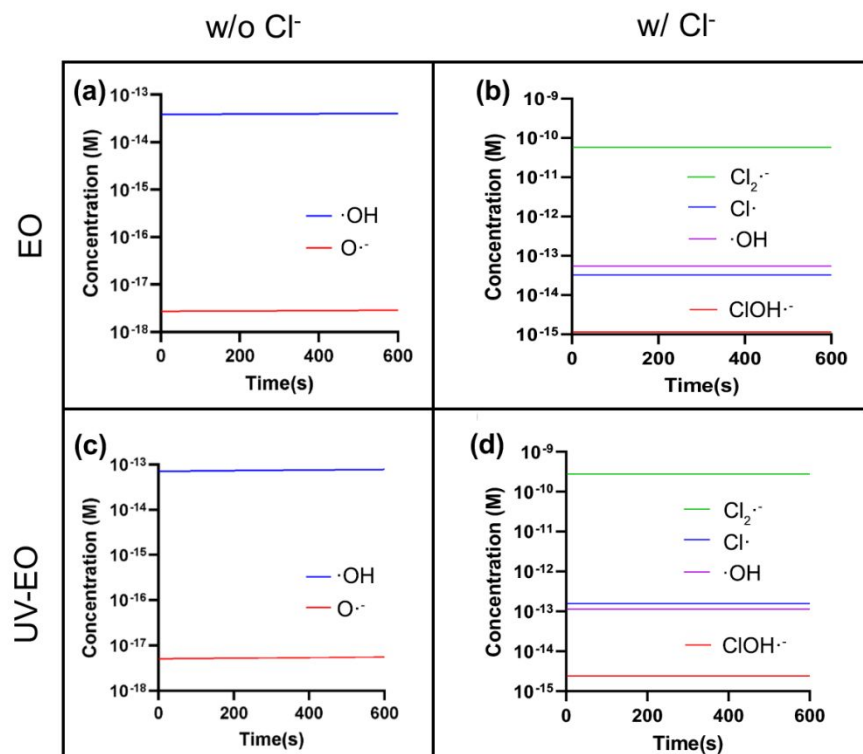 w/o Cl⁻
w/ Cl⁻
EO
UV-EO
(a)
Concentration (M)
10⁻¹³
10⁻¹⁴
10⁻¹⁵
10⁻¹⁶
10⁻¹⁷
10⁻¹⁸
·OH
O·⁻
0 200 400 600
Time(s)
(b)
Concentration (M)
10⁻⁹
10⁻¹⁰
10⁻¹¹
10⁻¹²
10⁻¹³
10⁻¹⁴
10⁻¹⁵
Cl₂·⁻
Cl·
·OH
ClOH·⁻
0 200 400 600
Time(s)
(c)
Concentration (M)
10⁻¹³
10⁻¹⁴
10⁻¹⁵
10⁻¹⁶
10⁻¹⁷
10⁻¹⁸
·OH
O·⁻
0 200 400 600
Time(s)
(d)
Concentration (M)
10⁻⁹
10⁻¹⁰
10⁻¹¹
10⁻¹²
10⁻¹³
10⁻¹⁴
10⁻¹⁵
Cl₂·⁻
Cl·
·OH
ClOH·⁻
0 200 400 600
Time(s)